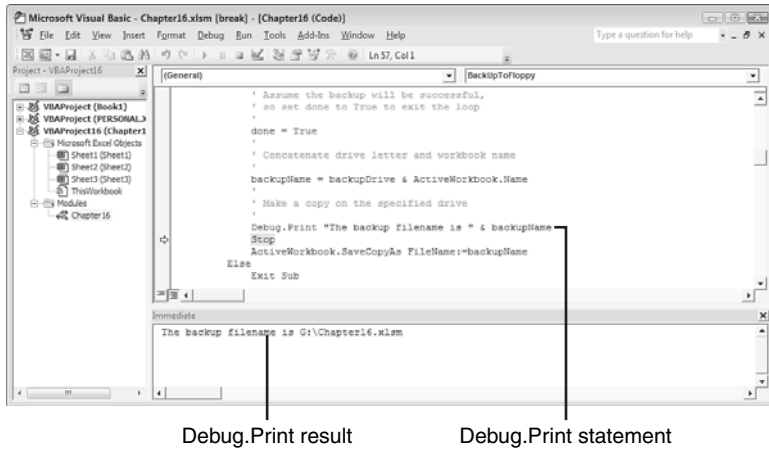 Microsoft Visual Basic - Chapter16.xlsm [break] - [Chapter16 (Code)]
File Edit View Insert Format Debug Run Tools Add-Ins Window Help
Type a question for help
Ln 57, Col 1
Project - VBAProject16
(General)
BackUpToFloppy
VBAProject (Book1)
VBAProject (PERSONAL.X
VBAProject16 (Chapter1
Microsoft Excel Objects
Sheet1 (Sheet1)
Sheet2 (Sheet2)
Sheet3 (Sheet3)
ThisWorkbook
Modules
Chapter16
' Assume the backup will be successful,
' so set done to True to exit the loop
'
done = True
'
' Concatenate drive letter and workbook name
'
backupName = backupDrive & ActiveWorkbook.Name
'
' Make a copy on the specified drive
'
Debug.Print "The backup filename is " & backupName
Stop
ActiveWorkbook.SaveCopyAs FileName:=backupName
Else
Exit Sub
Immediate
The backup filename is G:\Chapter16.xlsm
Debug.Print result
Debug.Print statement